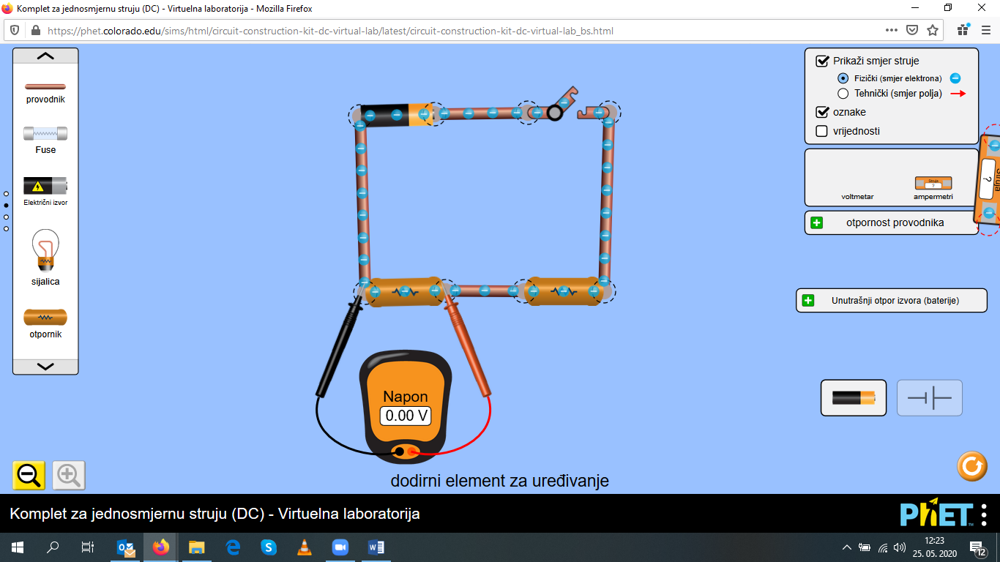 Komplet za jednosmjernu struju (DC) - Virtuelna laboratorija - Mozilla Firefox
https://phet.colorado.edu/sims/html/circuit-construction-kit-dc-virtual-lab/latest/circuit-construction-kit-dc-virtual-lab_bs.html
provodnik
Fuse
Električni izvor
sijalica
otpornik
Prikaži smjer struje
Fizički (smjer elektrona)
Tehnički (smjer polja)
oznake
vrijednosti
voltmetar
Struja
?
ampermetri
Struja
?
otpornost provodnika
Unutrašnji otpor izvora (baterije)
Napon
0.00 V
dodirni element za uređivanje
Komplet za jednosmjernu struju (DC) - Virtuelna laboratorija
PhET
12:23
25. 05. 2020
12